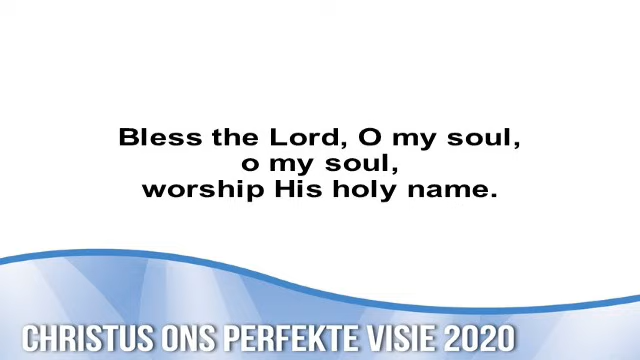 Bless the Lord, O my soul,
o my soul,
worship His holy name.
CHRISTUS ONS PERFEKTE VISIE 2020